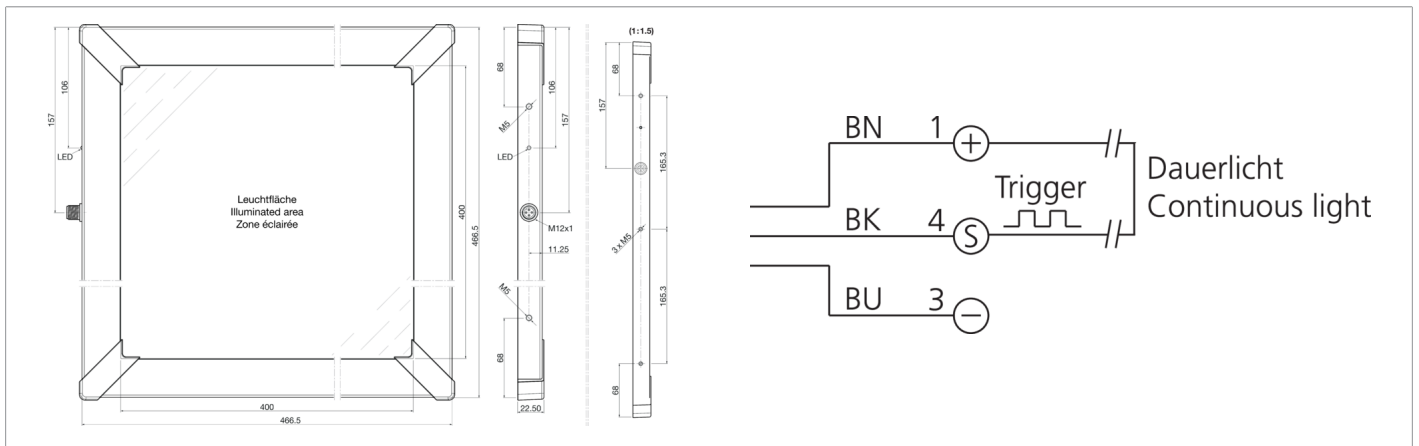 106
157
LED
Leuchtfläche
Illuminated area
Zone éclairée
400
466.5
400
466.5
68
M5
LED
106
157
M12x1
11.25
M5
68
22.50
(1:1.5)
68
157
165.3
3 x M5
165.3
68
BN 1 +
Trigger
BK 4 S
BU 3 −
Dauerlicht
Continuous light